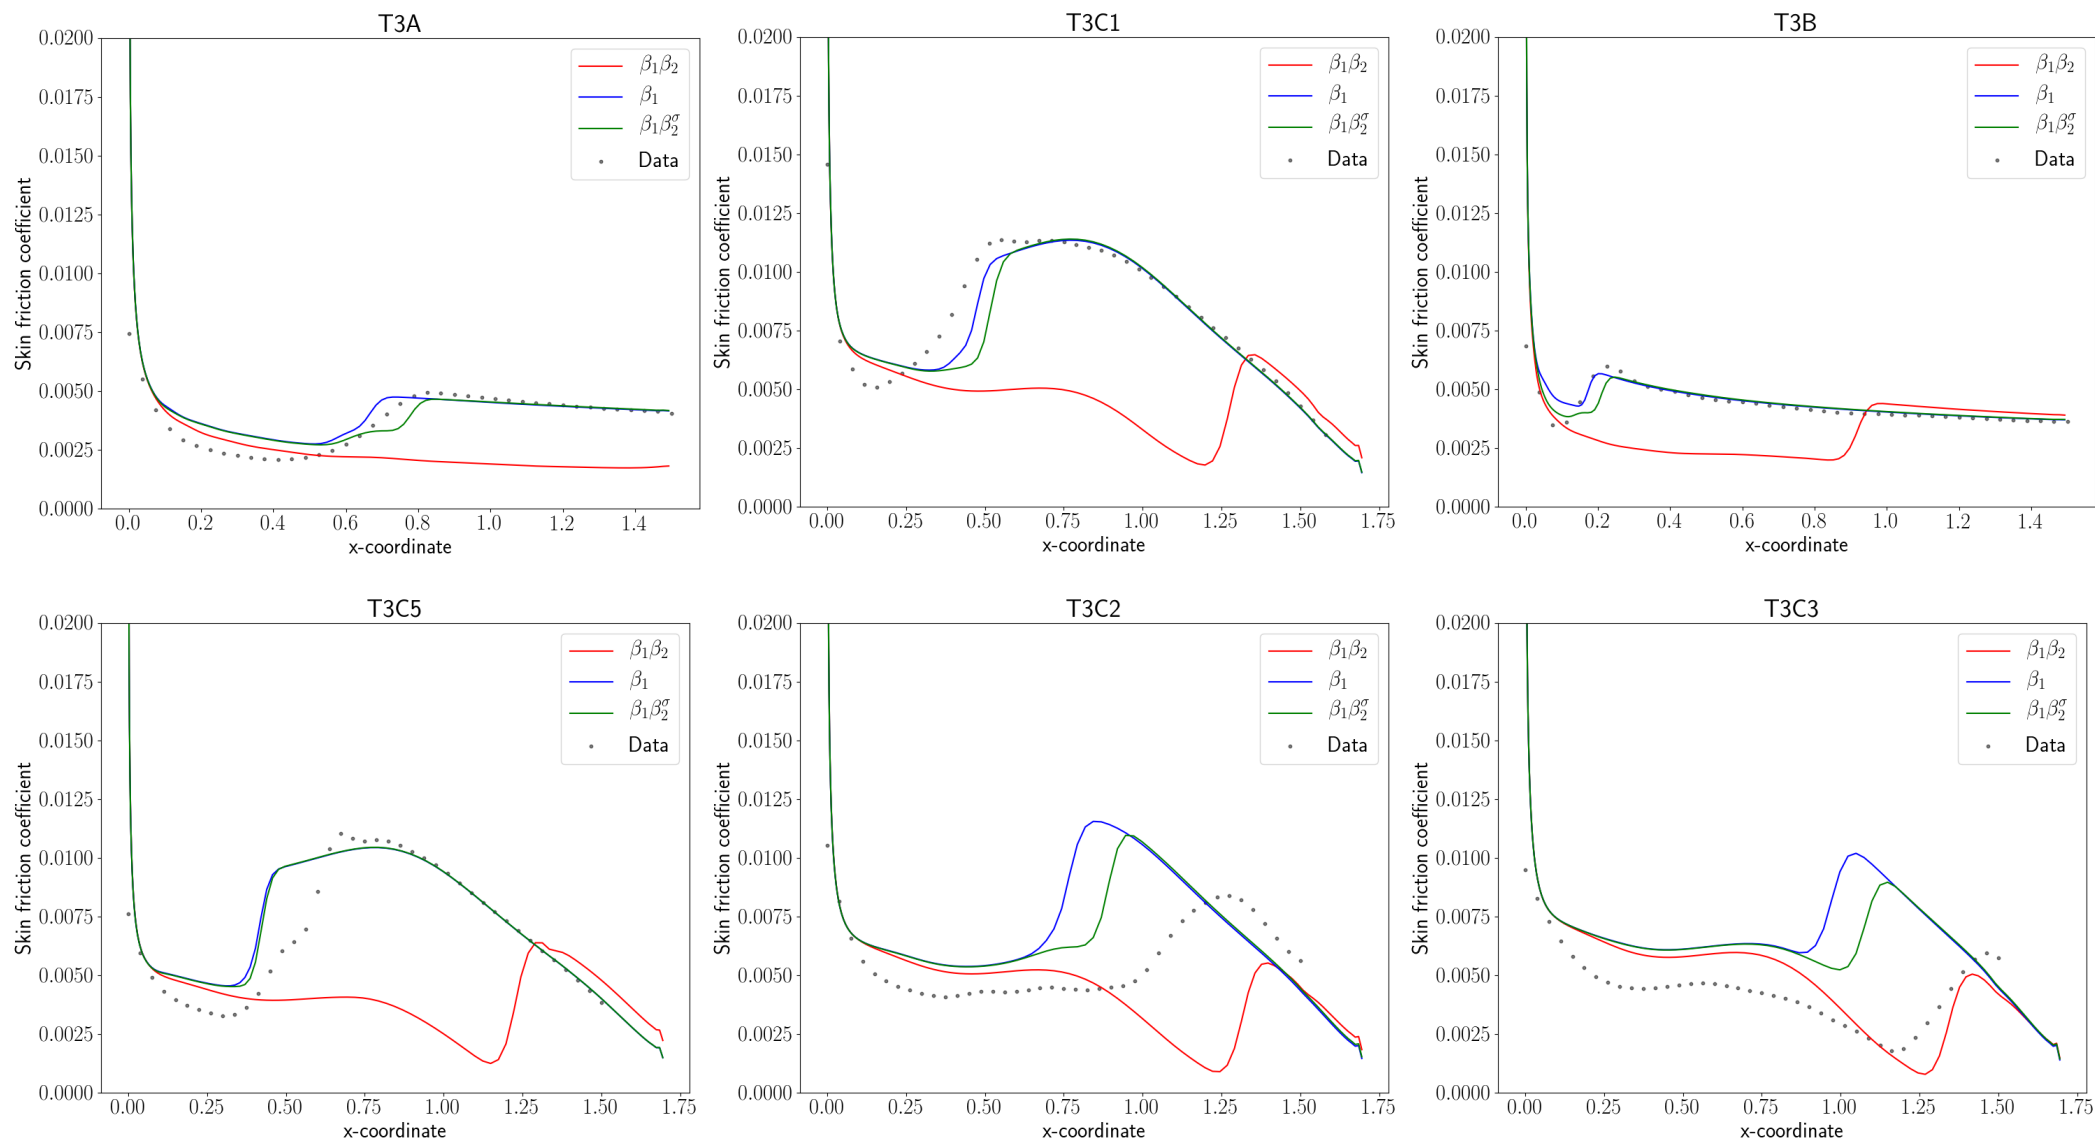 T3A
0.0200
0.0175
0.0150
0.0125
0.0100
0.0075
0.0050
0.0025
0.0000
Skin friction coefficient
0.0 0.2 0.4 0.6 0.8 1.0 1.2 1.4
x-coordinate
β₁β₂
β₁
β₁β₂^σ
Data
T3C1
0.0200
0.0175
0.0150
0.0125
0.0100
0.0075
0.0050
0.0025
0.0000
Skin friction coefficient
0.00 0.25 0.50 0.75 1.00 1.25 1.50 1.75
x-coordinate
β₁β₂
β₁
β₁β₂^σ
Data
T3B
0.0200
0.0175
0.0150
0.0125
0.0100
0.0075
0.0050
0.0025
0.0000
Skin friction coefficient
0.0 0.2 0.4 0.6 0.8 1.0 1.2 1.4
x-coordinate
β₁β₂
β₁
β₁β₂^σ
Data
T3C5
0.0200
0.0175
0.0150
0.0125
0.0100
0.0075
0.0050
0.0025
0.0000
Skin friction coefficient
0.00 0.25 0.50 0.75 1.00 1.25 1.50 1.75
x-coordinate
β₁β₂
β₁
β₁β₂^σ
Data
T3C2
0.0200
0.0175
0.0150
0.0125
0.0100
0.0075
0.0050
0.0025
0.0000
Skin friction coefficient
0.00 0.25 0.50 0.75 1.00 1.25 1.50 1.75
x-coordinate
β₁β₂
β₁
β₁β₂^σ
Data
T3C3
0.0200
0.0175
0.0150
0.0125
0.0100
0.0075
0.0050
0.0025
0.0000
Skin friction coefficient
0.00 0.25 0.50 0.75 1.00 1.25 1.50 1.75
x-coordinate
β₁β₂
β₁
β₁β₂^σ
Data